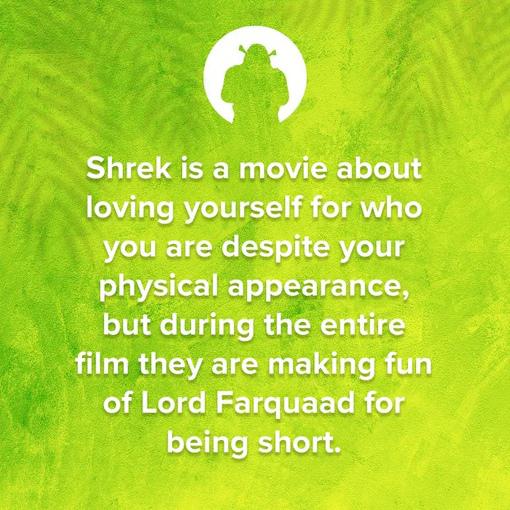 Shrek is a movie about
loving yourself for who
you are despite your
physical appearance,
but during the entire
film they are making fun
of Lord Farquaad for
being short.